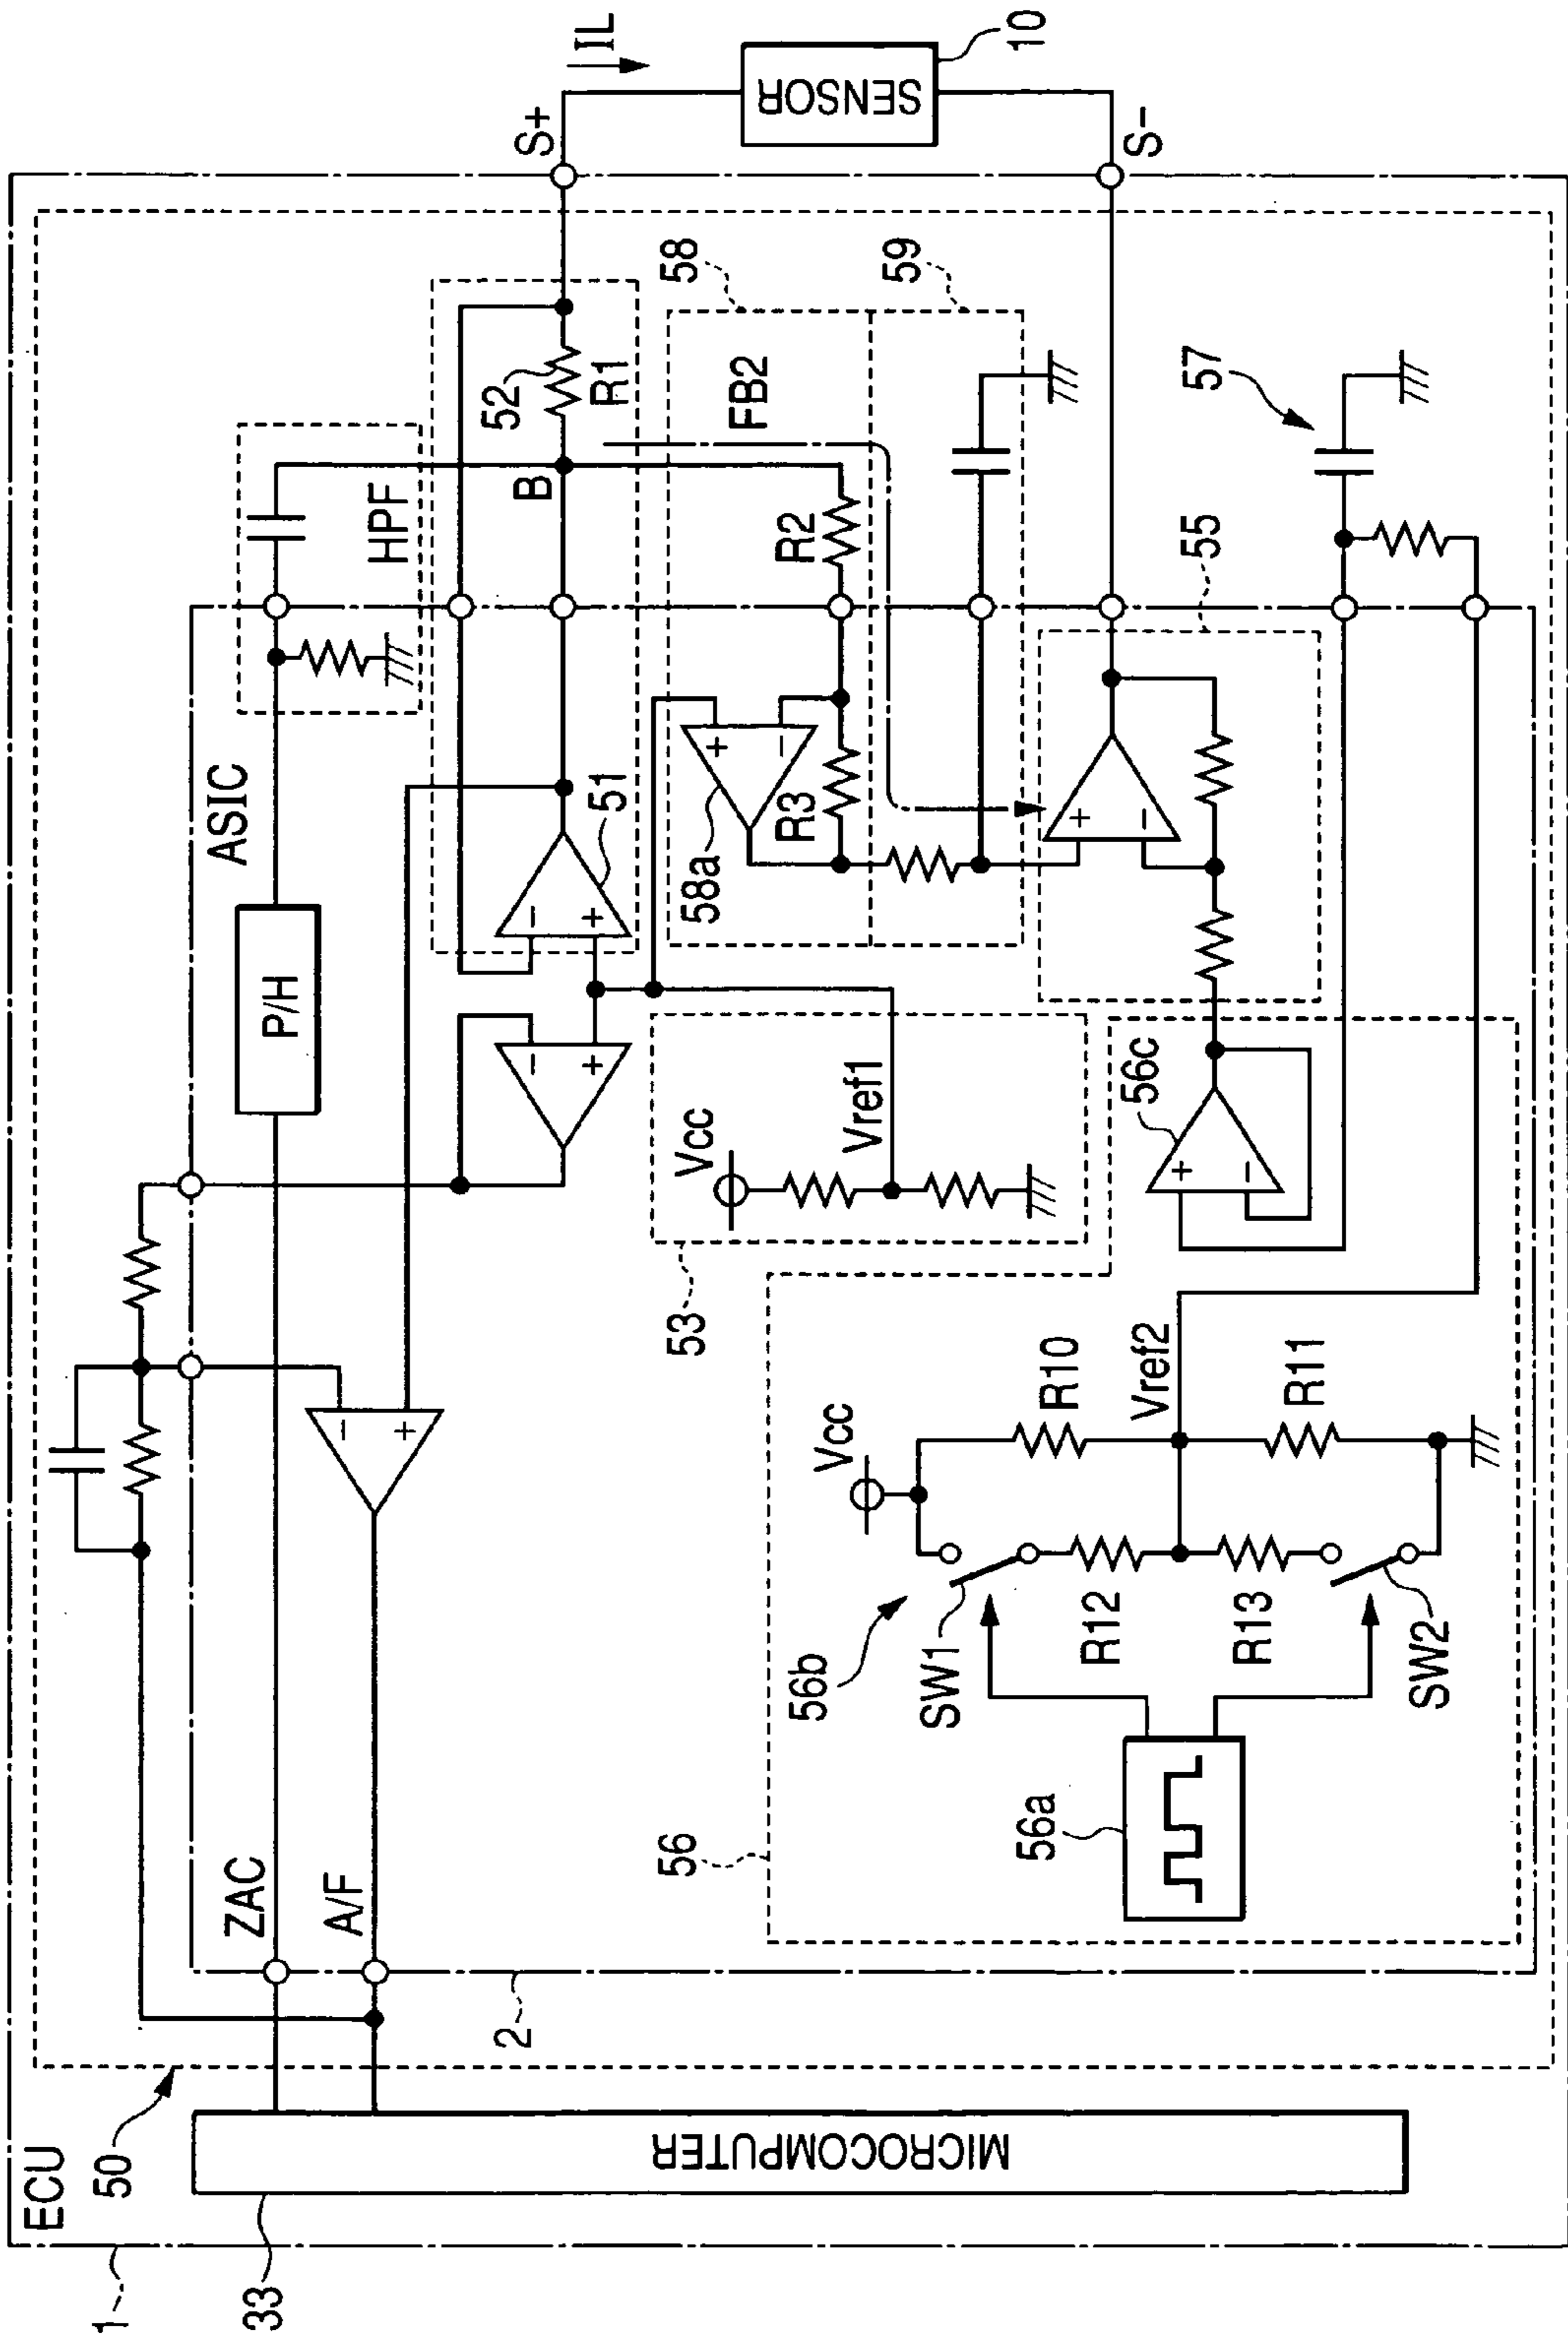 1
ECU
50
33
MICROCOMPUTER
2
ZAC
A/F
P/H
ASIC
HPF
B
52
R1
S+
IL
SENSOR
10
S-
51
-
+
-
+
-
+
58
59
FB2
R2
R3
58a
+
-
53
Vcc
Vref1
55
+
-
57
56
56a
56b
56c
+
-
Vcc
SW1
SW2
R10
R11
R12
R13
Vref2